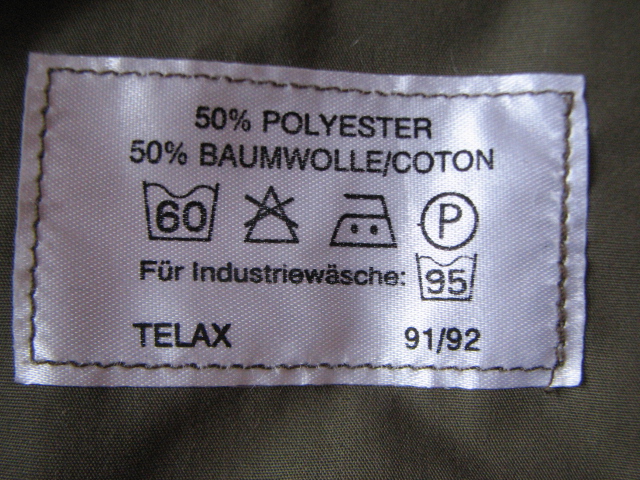 50% POLYESTER
50% BAUMWOLLE/COTON
60 P
Für Industriewäsche: 95
TELAX 91/92